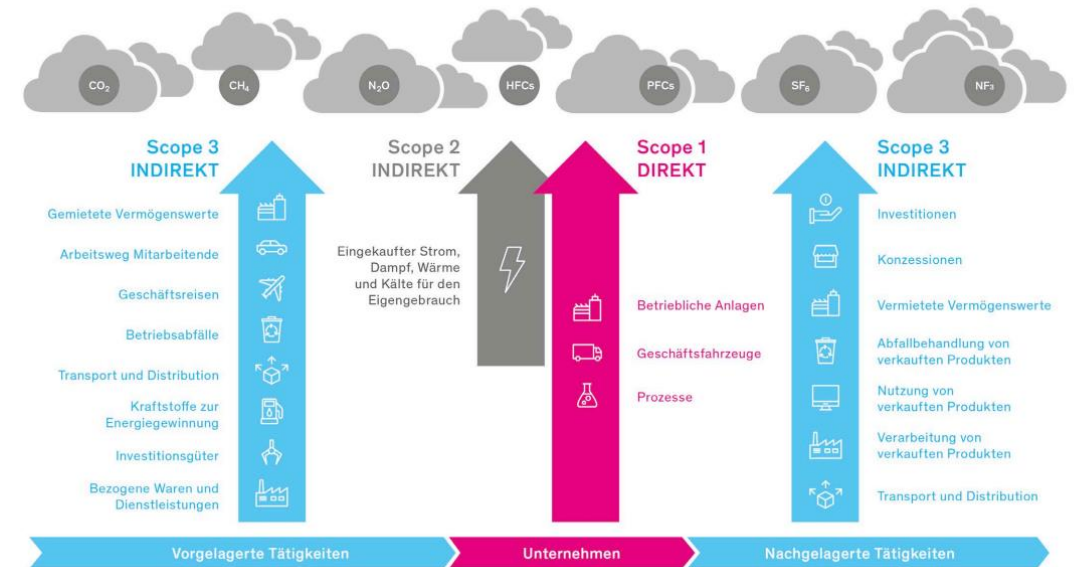 CO₂
CH₄
N₂O
HFCs
PFCs
SF₆
NF₃
Scope 3
INDIREKT
Gemietete Vermögenswerte
Arbeitsweg Mitarbeitende
Geschäftsreisen
Betriebsabfälle
Transport und Distribution
Kraftstoffe zur
Energiegewinnung
Investitionsgüter
Bezogene Waren und
Dienstleistungen
Scope 2
INDIREKT
Eingekaufter Strom,
Dampf, Wärme
und Kälte für den
Eigengebrauch
Scope 1
DIREKT
Betriebliche Anlagen
Geschäftsfahrzeuge
Prozesse
Scope 3
INDIREKT
Investitionen
Konzessionen
Vermietete Vermögenswerte
Abfallbehandlung von
verkauften Produkten
Nutzung von
verkauften Produkten
Verarbeitung von
verkauften Produkten
Transport und Distribution
Vorgelagerte Tätigkeiten
Unternehmen
Nachgelagerte Tätigkeiten